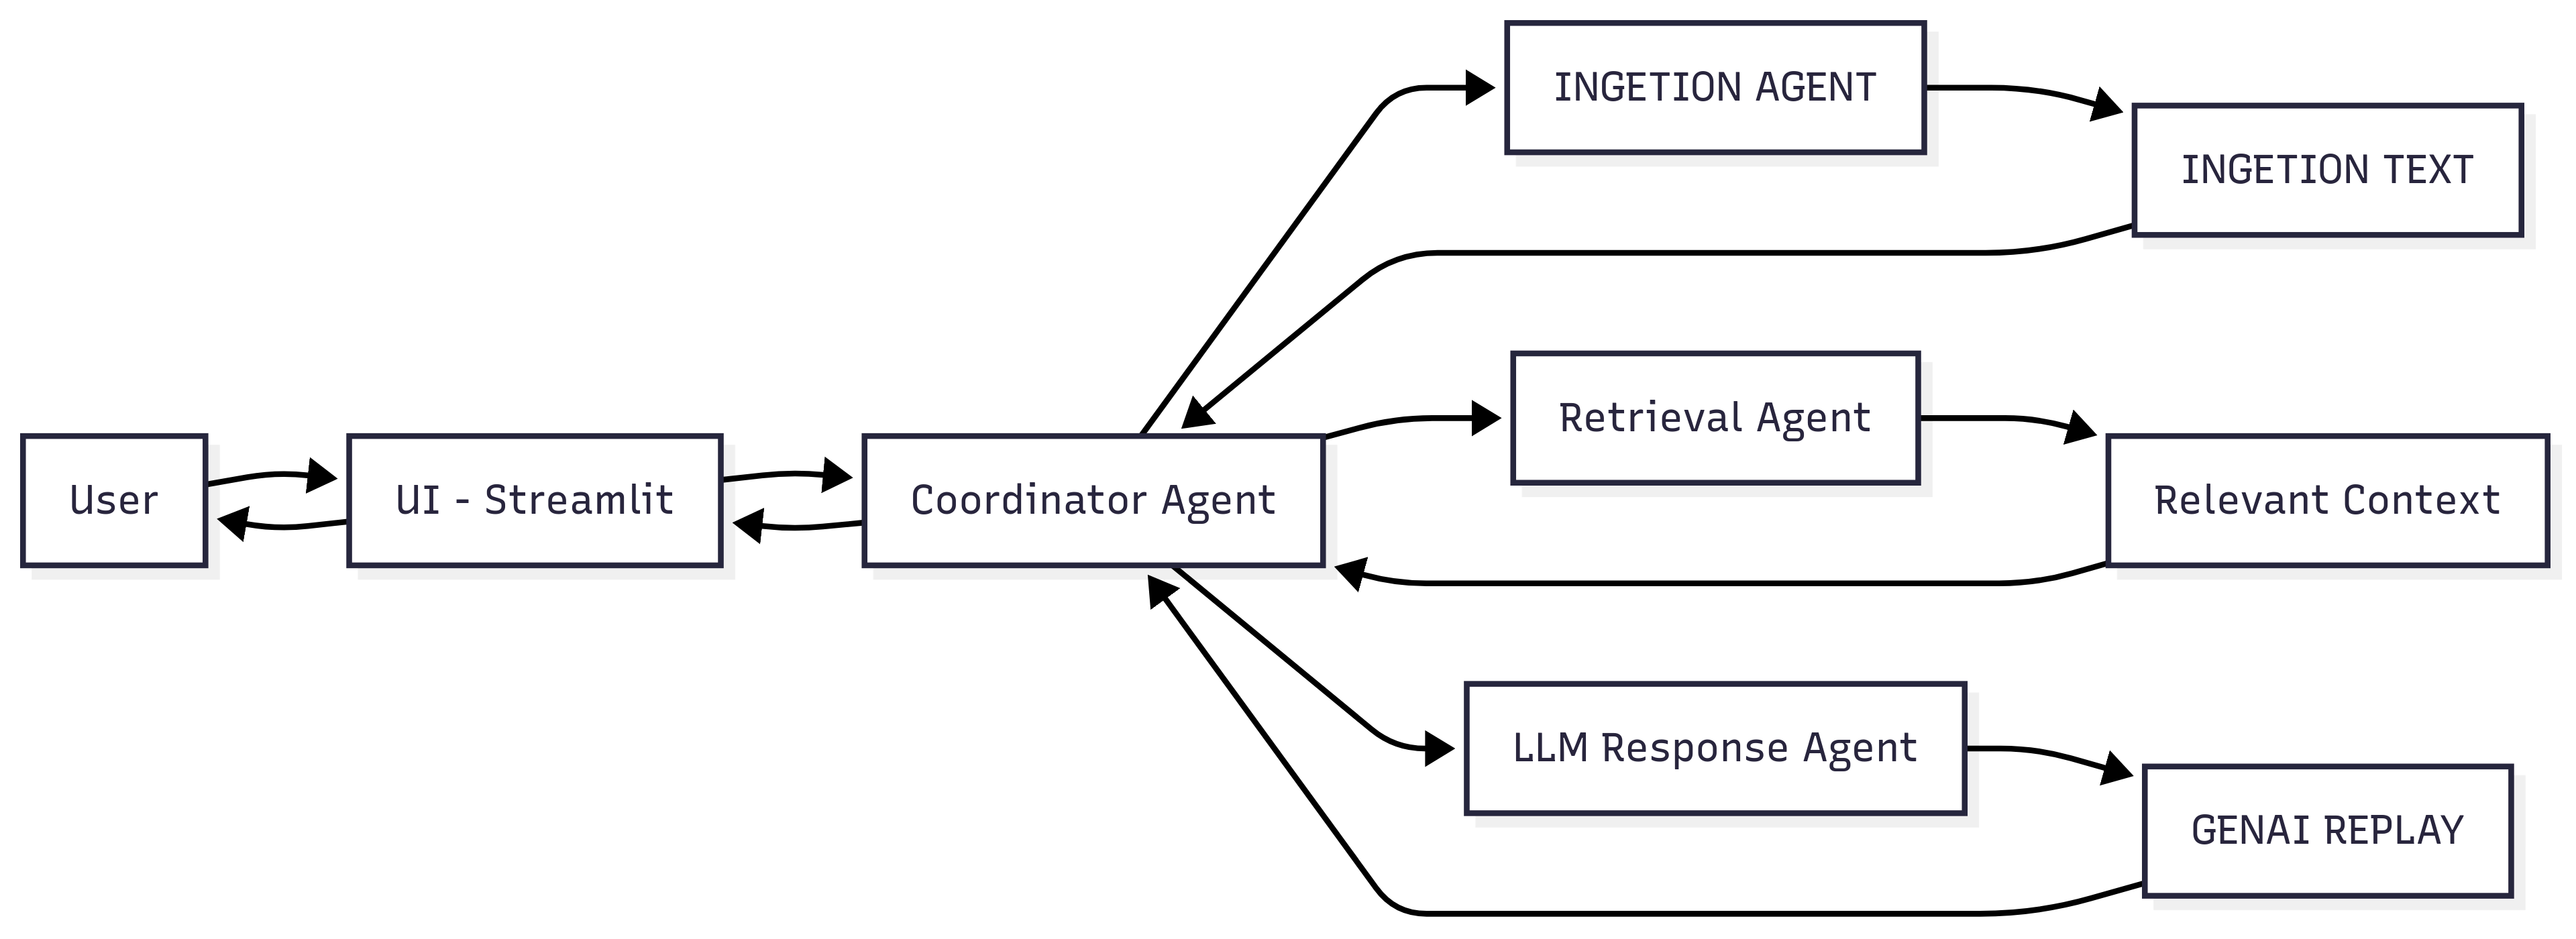 INGETION AGENT
INGETION TEXT
Retrieval Agent
User
UI - Streamlit
Coordinator Agent
Relevant Context
LLM Response Agent
GENAI REPLAY